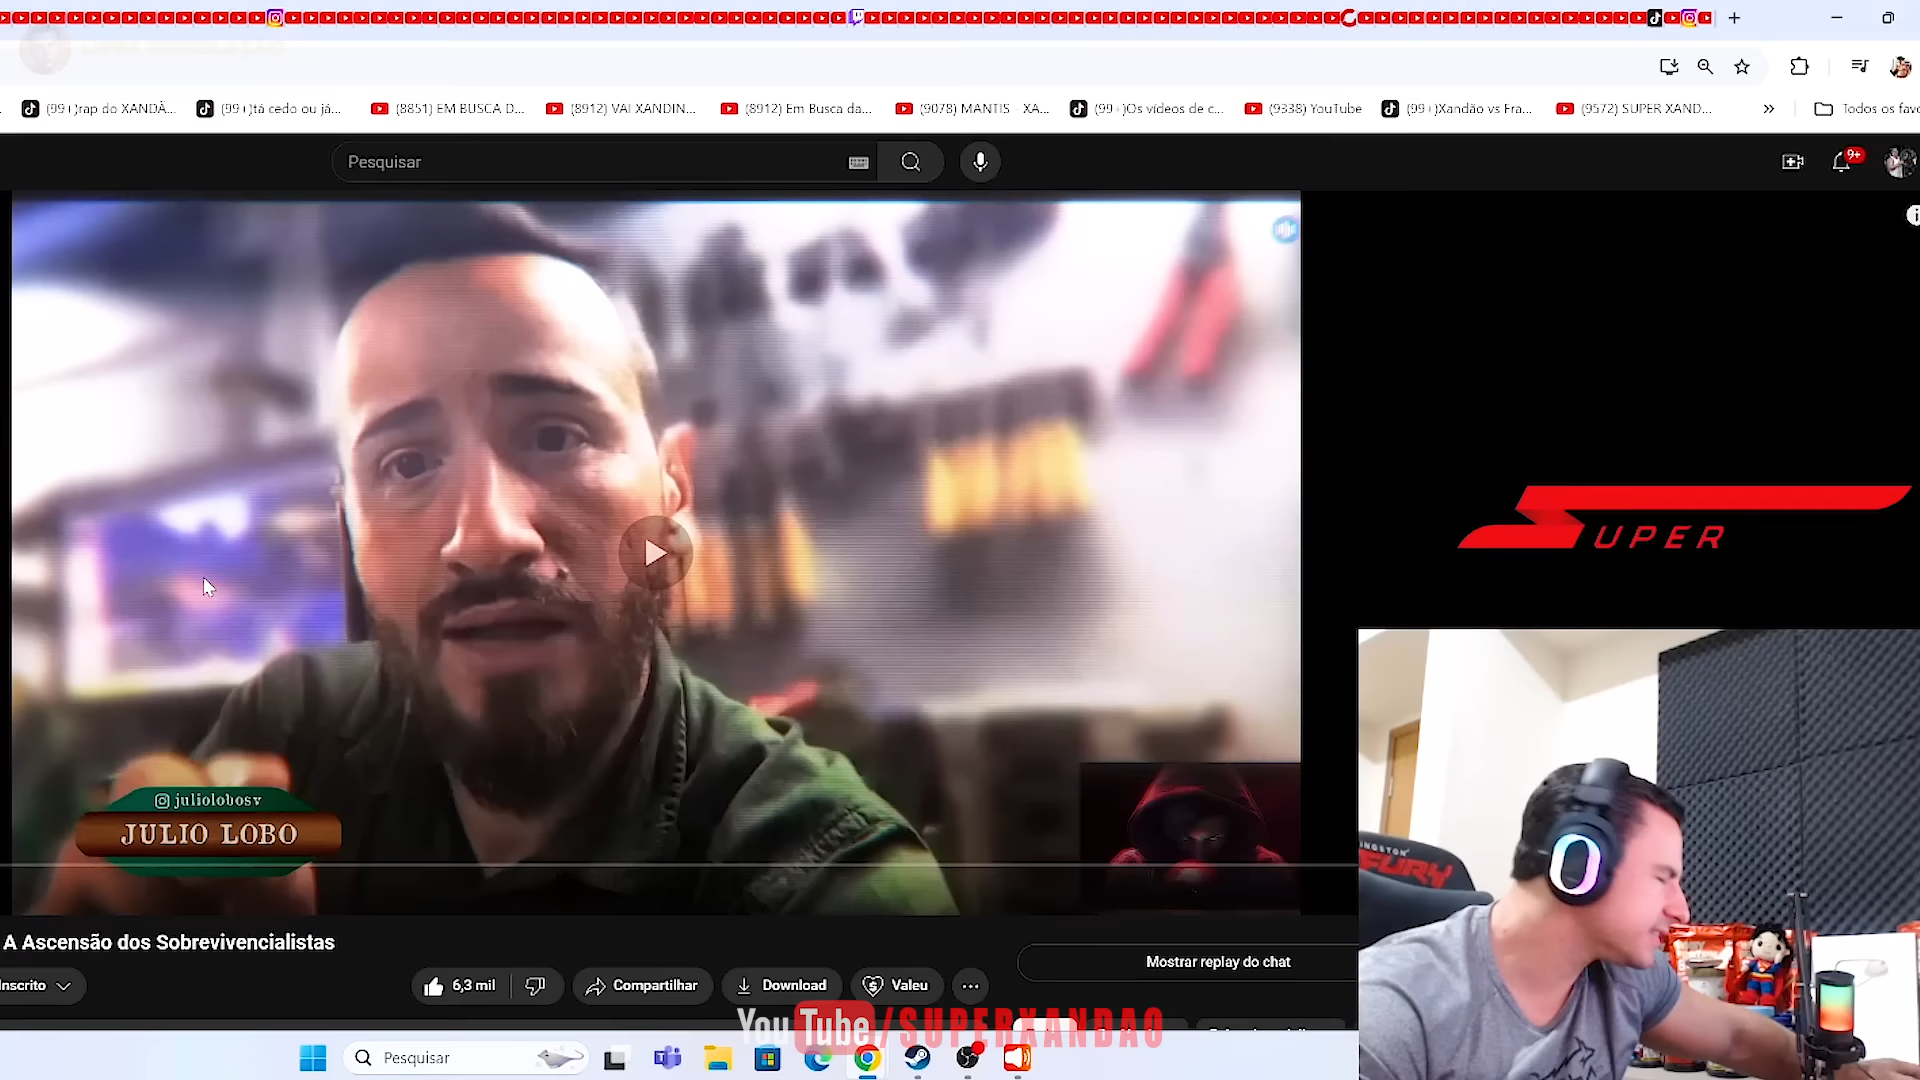 (99+)rap do XANDÃ...
(99+)tá cedo ou já...
(8851) EM BUSCA D...
(8912) VAI XANDIN...
(8912) Em Busca da...
(9078) MANTIS - XA...
(99+)Os vídeos de c...
(9338) YouTube
(99+)Xandão vs Fra...
(9572) SUPER XAND...
Todos os favo
Pesquisar
9+
SUPER
juliolobosv
JULIO LOBO
FURY
A Ascensão dos Sobrevivencialistas
Mostrar replay do chat
Inscrito
6,3 mil
Compartilhar
Download
Valeu
YouTube/SUPERXANDAO
Pesquisar